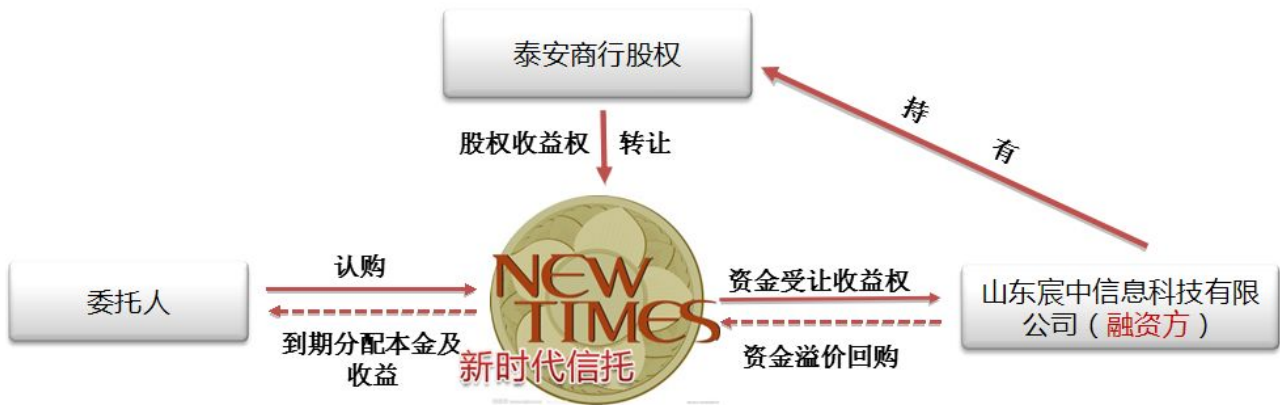 泰安商行股权
持 有
股权收益权 转让
认购
委托人
到期分配本金及
收益
NEW
TIMES
新时代信托
资金受让收益权
资金溢价回购
山东宸中信息科技有限
公司（融资方）